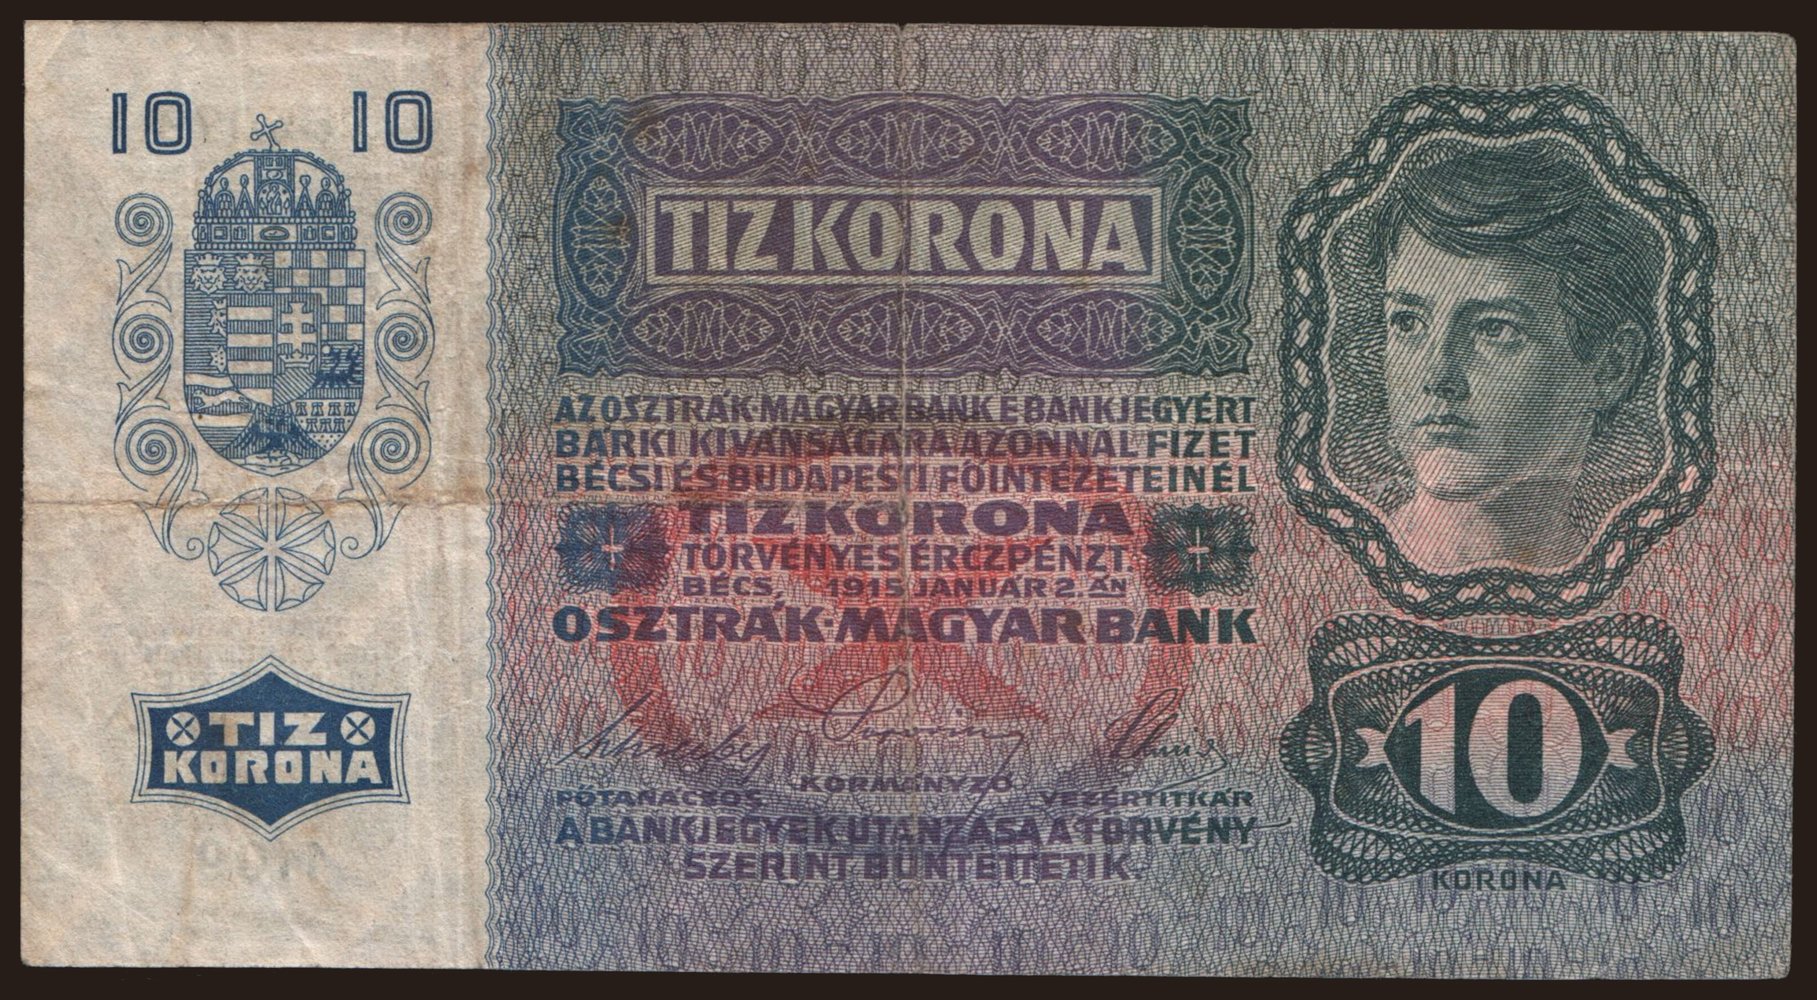 10 10
TIZ KORONA
TIZ KORONA
AZ OSZTRÁK-MAGYAR BANK E BANKJEGYÉRT
BÁRKI KÍVÁNSÁGÁRA AZONNAL FIZET
BÉCSI ÉS BUDAPESTI FŐINTÉZETEINÉL
TIZ KORONA
TÖRVÉNYES ÉRCZPÉNZT.
BÉCS, 1915 JANUÁR 2.ÁN
OSZTRÁK-MAGYAR BANK
KORMÁNYZÓ
FŐTANÁCSOS VEZÉRTITKÁR
A BANKJEGYEK UTÁNZÁSA A TÖRVÉNY
SZERINT BÜNTETTETIK.
10
KORONA